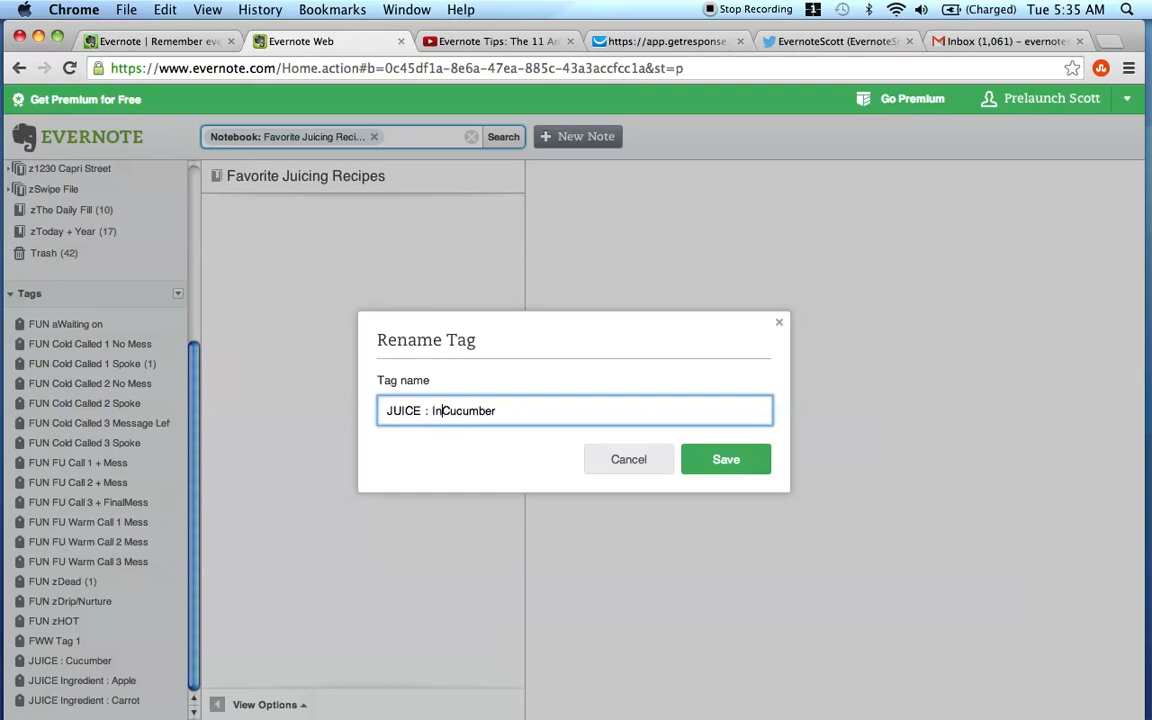 Chrome File Edit View History Bookmarks Window Help Stop Recording 1 (Charged) Tue 5:35 AM
Evernote | Remember eve Evernote Web Evernote Tips: The 11 Am https://app.getresponse. EvernoteScott (EvernoteS Inbox (1,061) – evernotes
https://www.evernote.com/Home.action#b=0c45df1a-8e6a-47ea-885c-43a3accfcc1a&st=p
Get Premium for Free Go Premium Prelaunch Scott
EVERNOTE Notebook: Favorite Juicing Reci... Search + New Note
z1230 Capri Street
zSwipe File
zThe Daily Fill (10)
zToday + Year (17)
Trash (42)
Tags
FUN aWaiting on
FUN Cold Called 1 No Mess
FUN Cold Called 1 Spoke (1)
FUN Cold Called 2 No Mess
FUN Cold Called 2 Spoke
FUN Cold Called 3 Message Lef
FUN Cold Called 3 Spoke
FUN FU Call 1 + Mess
FUN FU Call 2 + Mess
FUN FU Call 3 + FinalMess
FUN FU Warm Call 1 Mess
FUN FU Warm Call 2 Mess
FUN FU Warm Call 3 Mess
FUN zDead (1)
FUN zDrip/Nurture
FUN zHOT
FWW Tag 1
JUICE : Cucumber
JUICE Ingredient : Apple
JUICE Ingredient : Carrot
Favorite Juicing Recipes
Rename Tag
Tag name
JUICE : InCucumber
Cancel Save
View Options